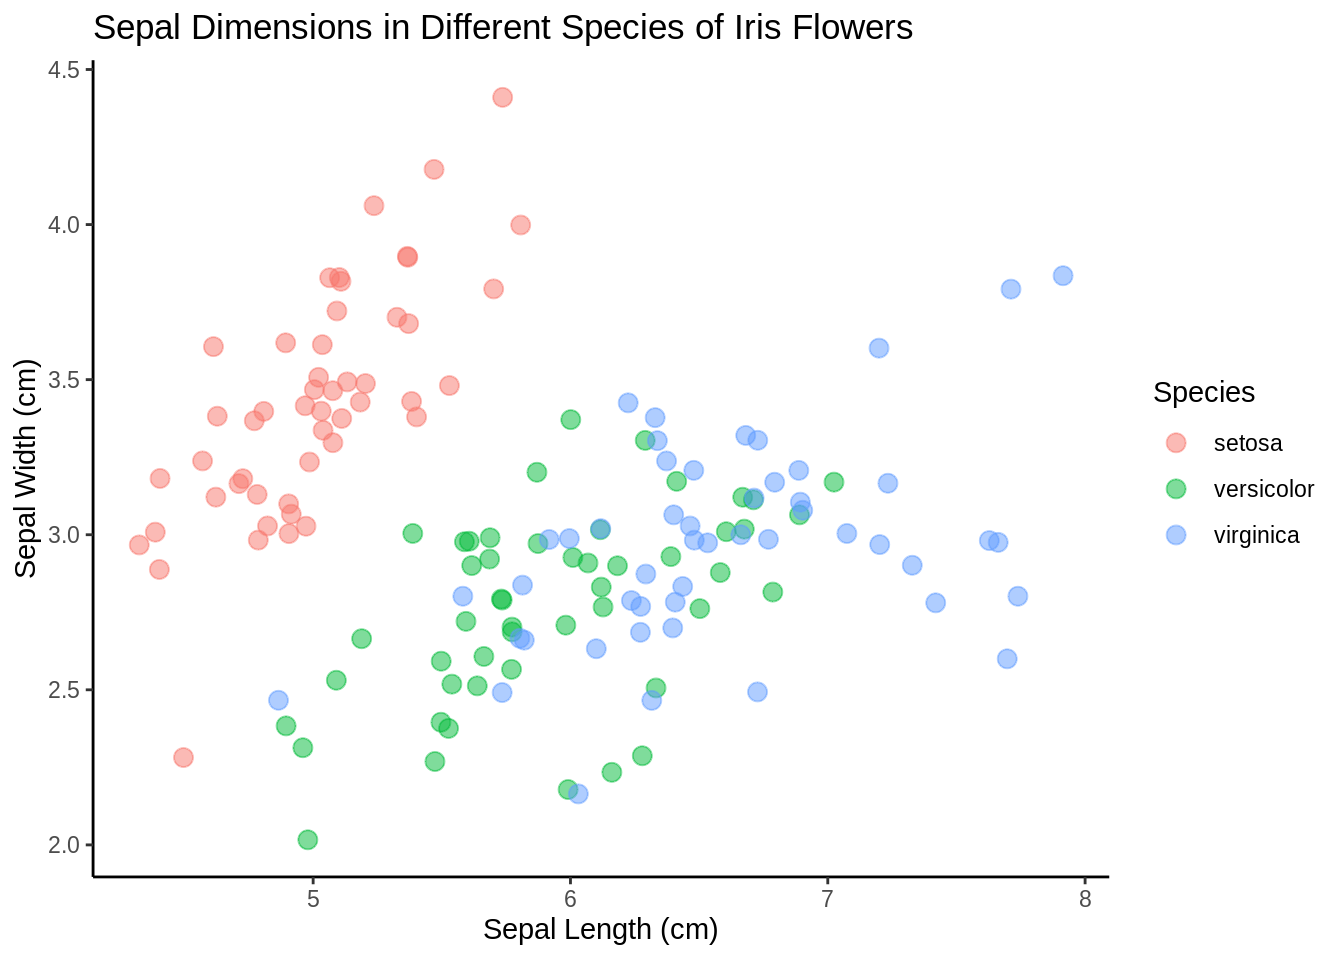 Sepal Dimensions in Different Species of Iris Flowers
4.5
4.0
3.5
3.0
2.5
2.0
Sepal Width (cm)
5 6 7 8
Sepal Length (cm)
Species
setosa
versicolor
virginica